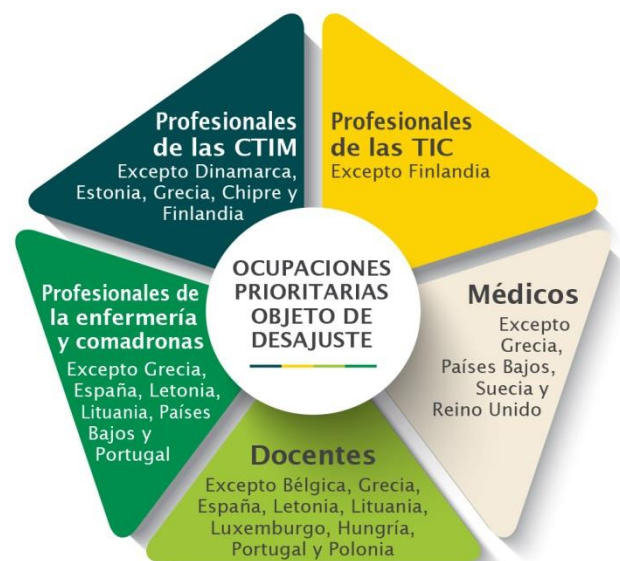 Profesionales
de las CTIM
Excepto Dinamarca,
Estonia, Grecia, Chipre y
Finlandia
Profesionales
de las TIC
Excepto Finlandia
OCUPACIONES
PRIORITARIAS
OBJETO DE
DESAJUSTE
Profesionales de
la enfermería
y comadronas
Excepto Grecia,
España, Letonia,
Lituania, Países
Bajos y
Portugal
Médicos
Excepto
Grecia,
Países Bajos,
Suecia y
Reino Unido
Docentes
Excepto Bélgica, Grecia,
España, Letonia, Lituania,
Luxemburgo, Hungría,
Portugal y Polonia